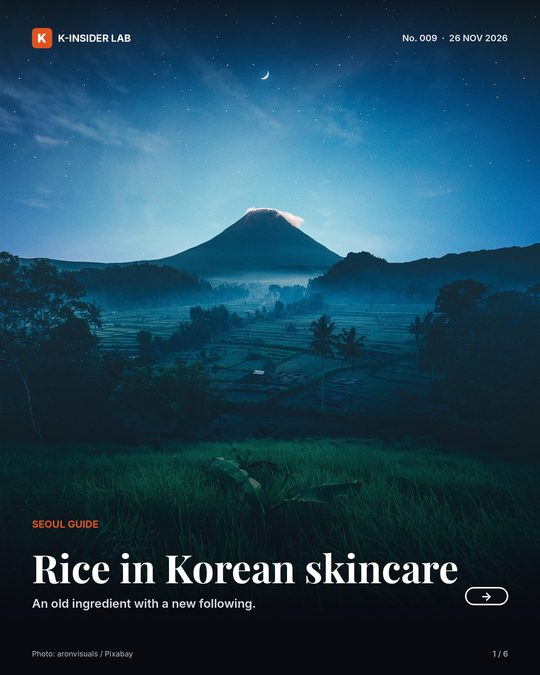 K K-INSIDER LAB
No. 009 · 26 NOV 2026
SEOUL GUIDE
Rice in Korean skincare
An old ingredient with a new following.
→
Photo: aronvisuals / Pixabay
1 / 6